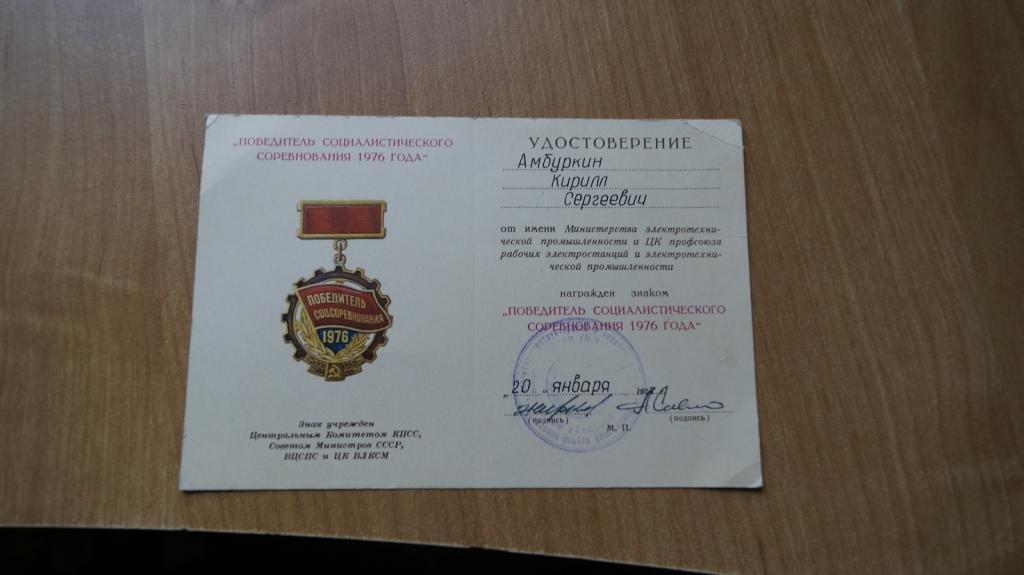 „ПОБЕДИТЕЛЬ СОЦИАЛИСТИЧЕСКОГО
СОРЕВНОВАНИЯ 1976 ГОДА"
ПОБЕДИТЕЛЬ
СОЦСОРЕВНОВАНИЯ
1976
Знак учрежден
Центральным Комитетом КПСС,
Советом Министров СССР,
ВЦСПС и ЦК ВЛКСМ
УДОСТОВЕРЕНИЕ
Амбуркин
Кирилл
Сергеевич
от имени Министерства электротехни-
ческой промышленности и ЦК профсоюза
рабочих электростанций и электротехни-
ческой промышленности
награжден знаком
„ПОБЕДИТЕЛЬ СОЦИАЛИСТИЧЕСКОГО
СОРЕВНОВАНИЯ 1976 ГОДА"
„20 „ января 1977 г.
(подпись) (подпись)
М. П.